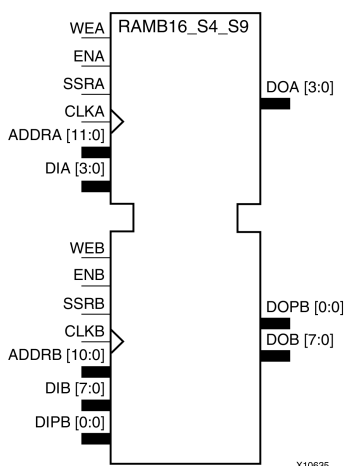 RAMB16_S4_S9
WEA
ENA
SSRA
CLKA
ADDRA [11:0]
DIA [3:0]
DOA [3:0]
WEB
ENB
SSRB
CLKB
ADDRB [10:0]
DIB [7:0]
DIPB [0:0]
DOPB [0:0]
DOB [7:0]
X10635